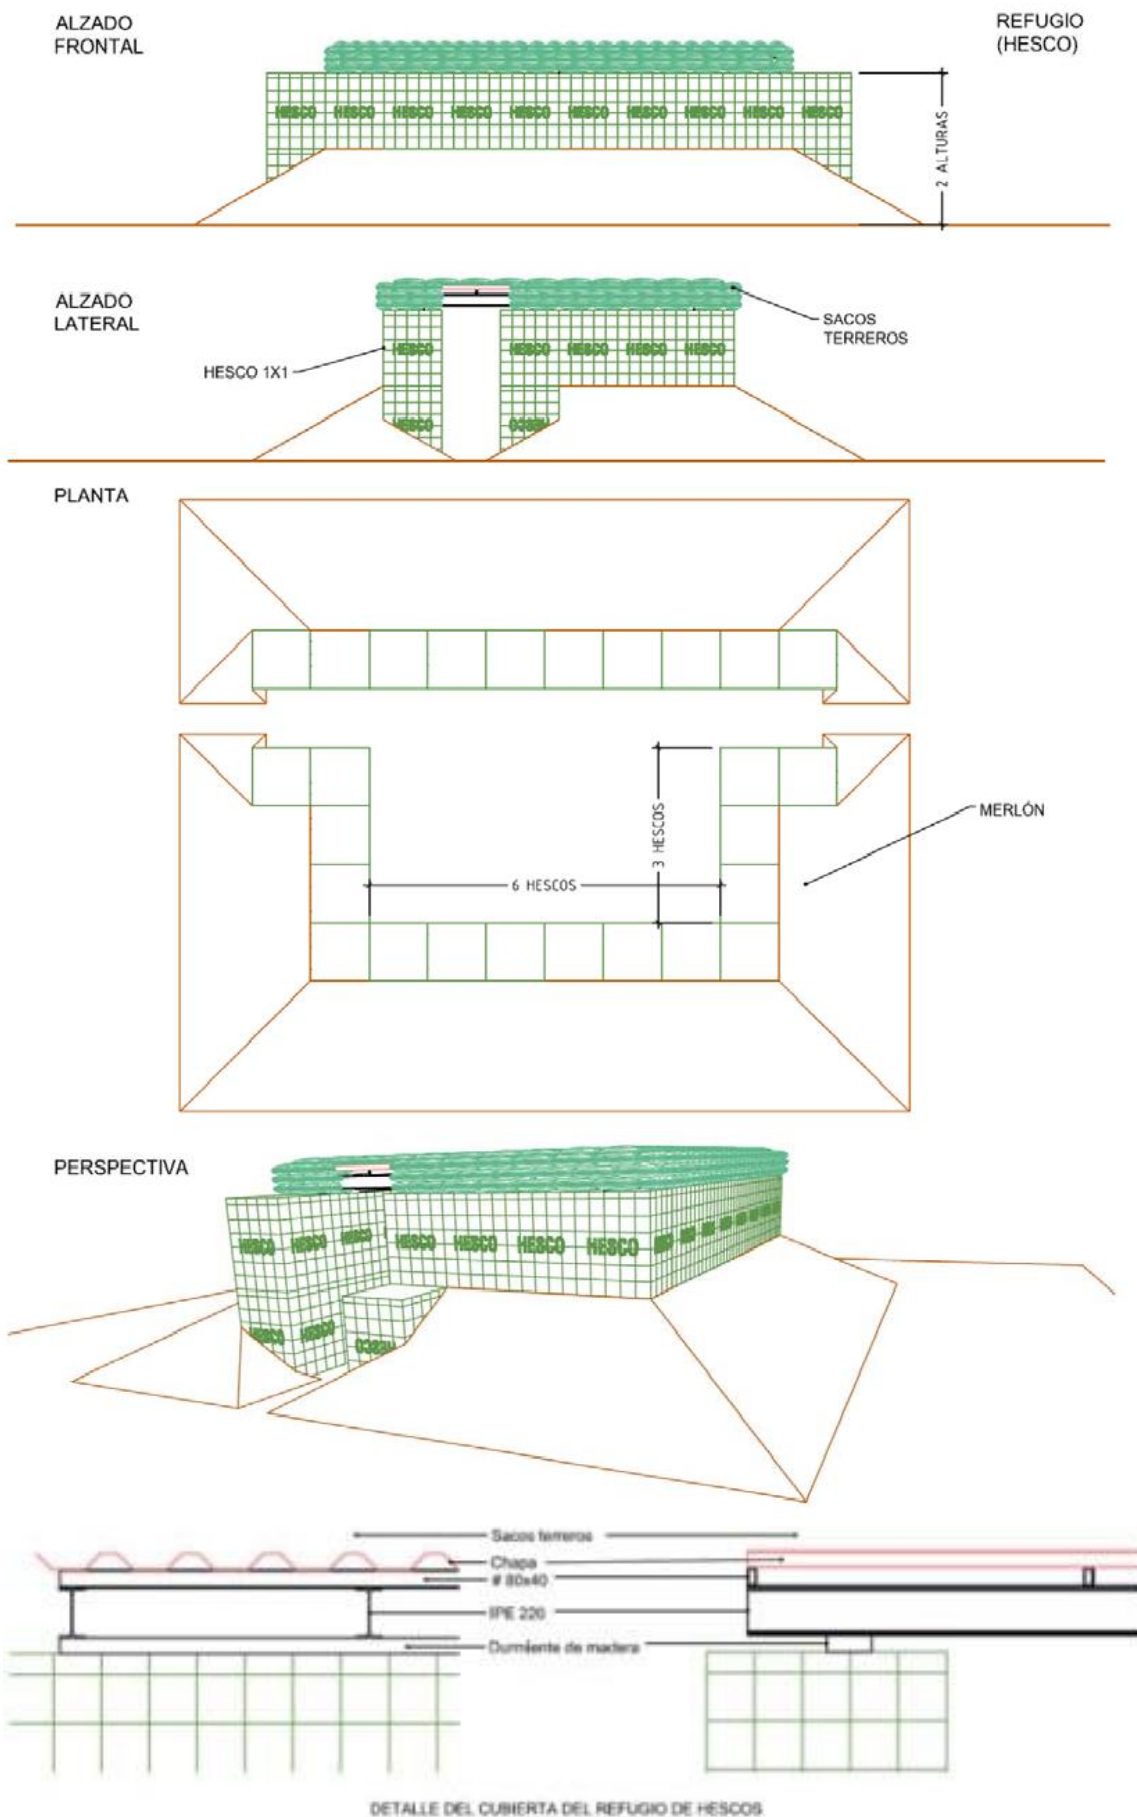 ALZADO
FRONTAL
REFUGIO
(HESCO)
HESCO HESCO HESCO HESCO HESCO HESCO HESCO HESCO HESCO HESCO
2 ALTURAS
ALZADO
LATERAL
SACOS
TERREROS
HESCO HESCO HESCO HESCO HESCO
HESCO 1X1
HESCO HESCO
PLANTA
MERLÓN
3 HESCOS
6 HESCOS
PERSPECTIVA
HESCO HESCO HESCO HESCO HESCO HESCO HESCO
HESCO HESCO HESCO
Sacos terreros
Chapa
# 80x40
IPE 220
Durmiente de madera
DETALLE DEL CUBIERTA DEL REFUGIO DE HESCOS